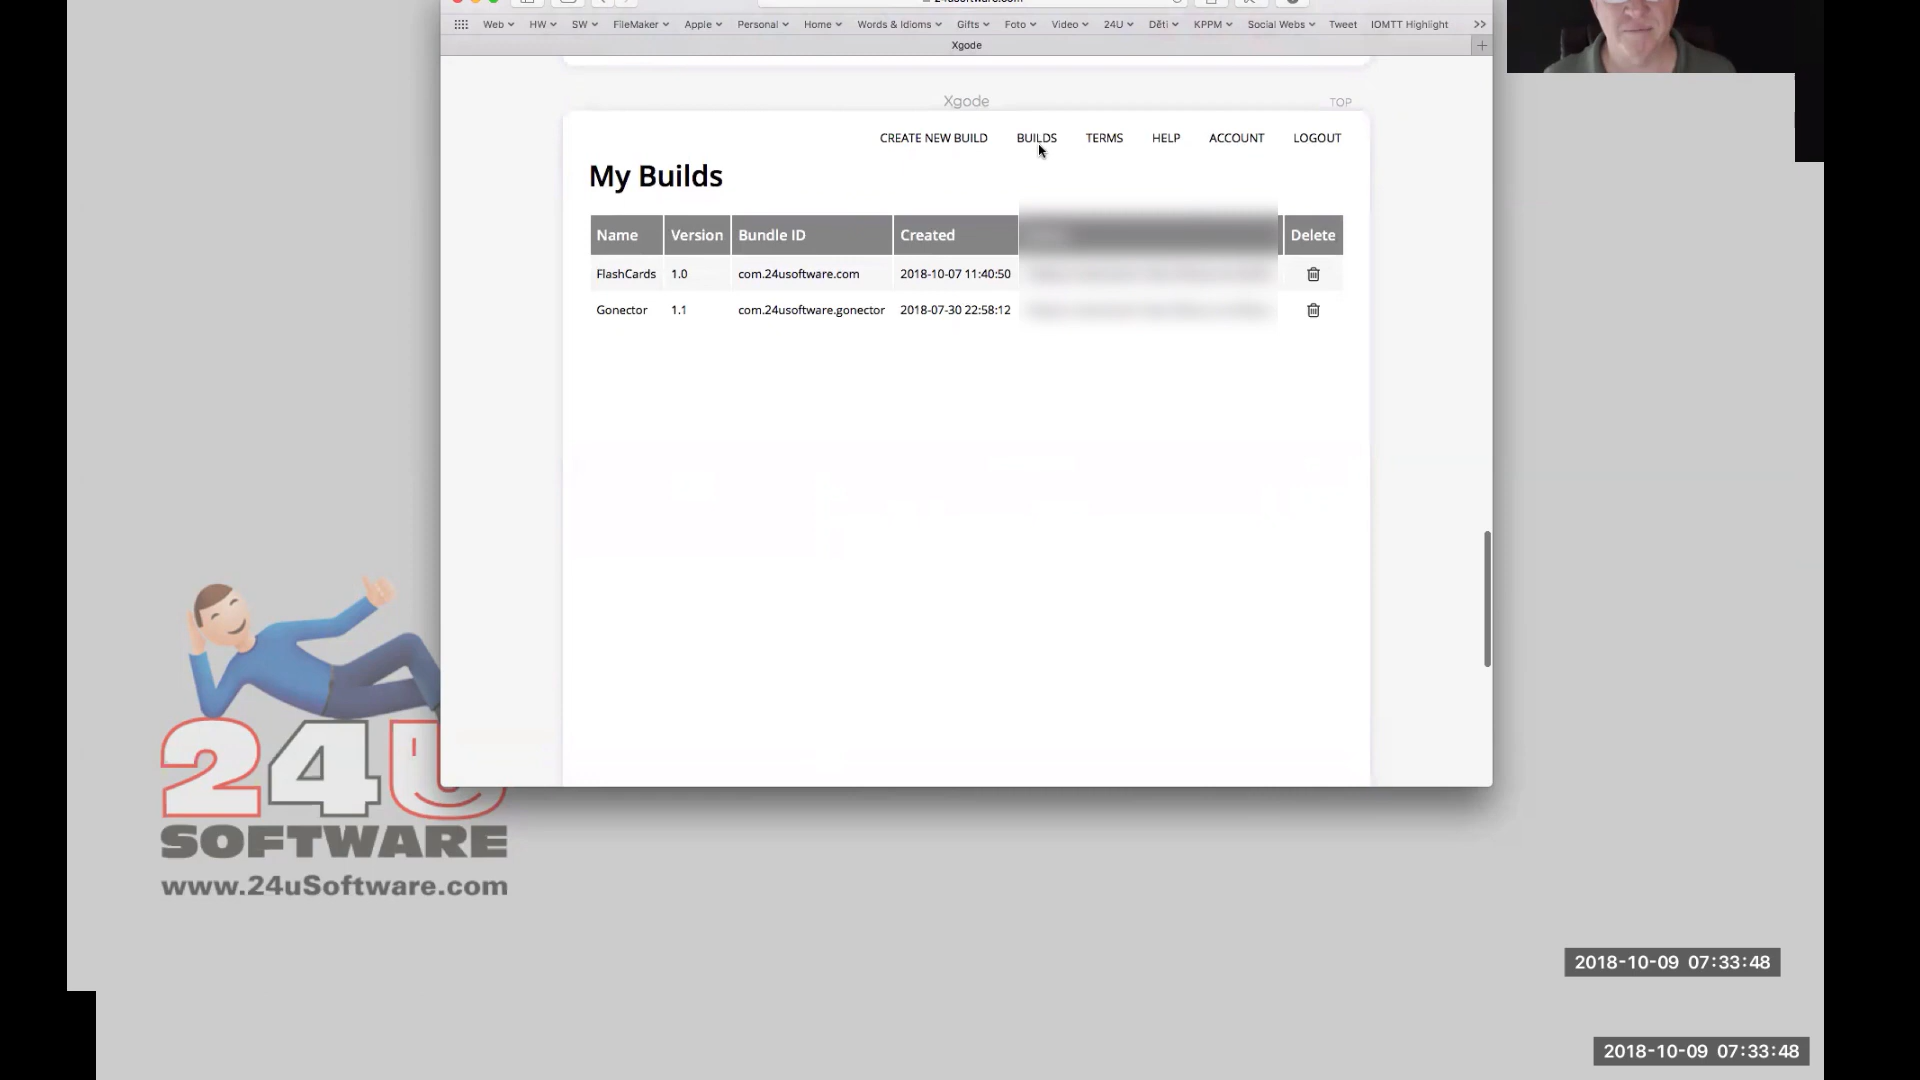 Web HW SW FileMaker Apple Personal Home Words & Idioms Gifts Foto Video 24U Děti KPPM Social Webs Tweet IOMTT Highlight >>
Xgode +
Xgode TOP
CREATE NEW BUILD BUILDS TERMS HELP ACCOUNT LOGOUT
My Builds
Name Version Bundle ID Created Delete
FlashCards 1.0 com.24usoftware.com 2018-10-07 11:40:50
Gonector 1.1 com.24usoftware.gonector 2018-07-30 22:58:12
24U
SOFTWARE
www.24uSoftware.com
2018-10-09 07:33:48
2018-10-09 07:33:48